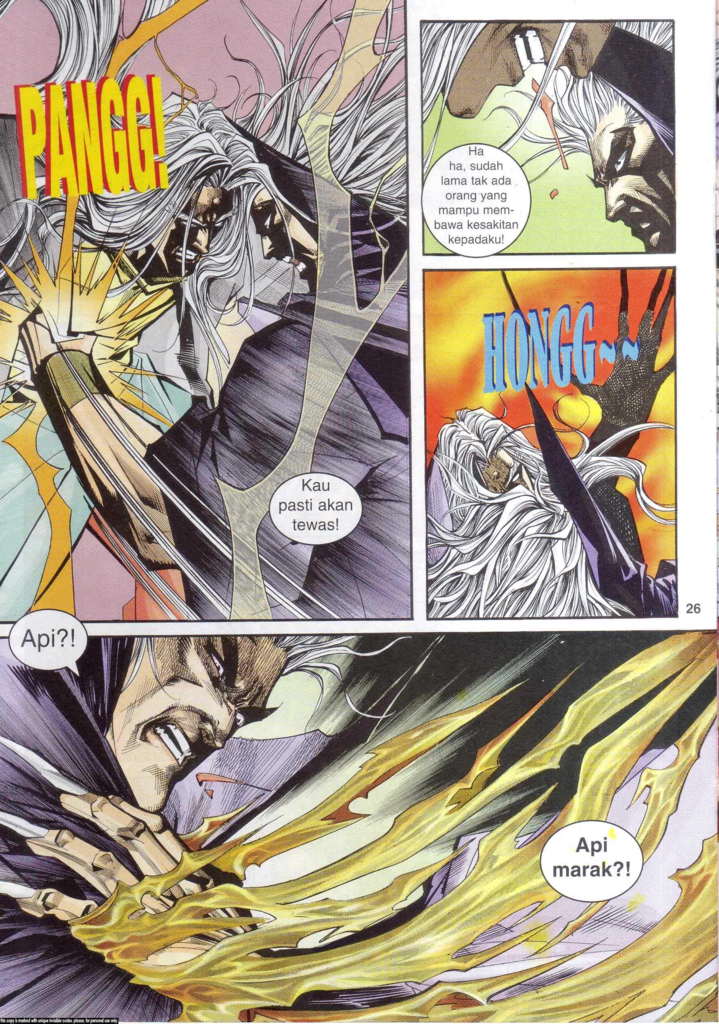 PANGG!
Kau
pasti akan
tewas!
Ha
ha, sudah
lama tak ada
orang yang
mampu mem-
bawa kesakitan
kepadaku!
HONGG~~
26
Api?!
Api
marak?!